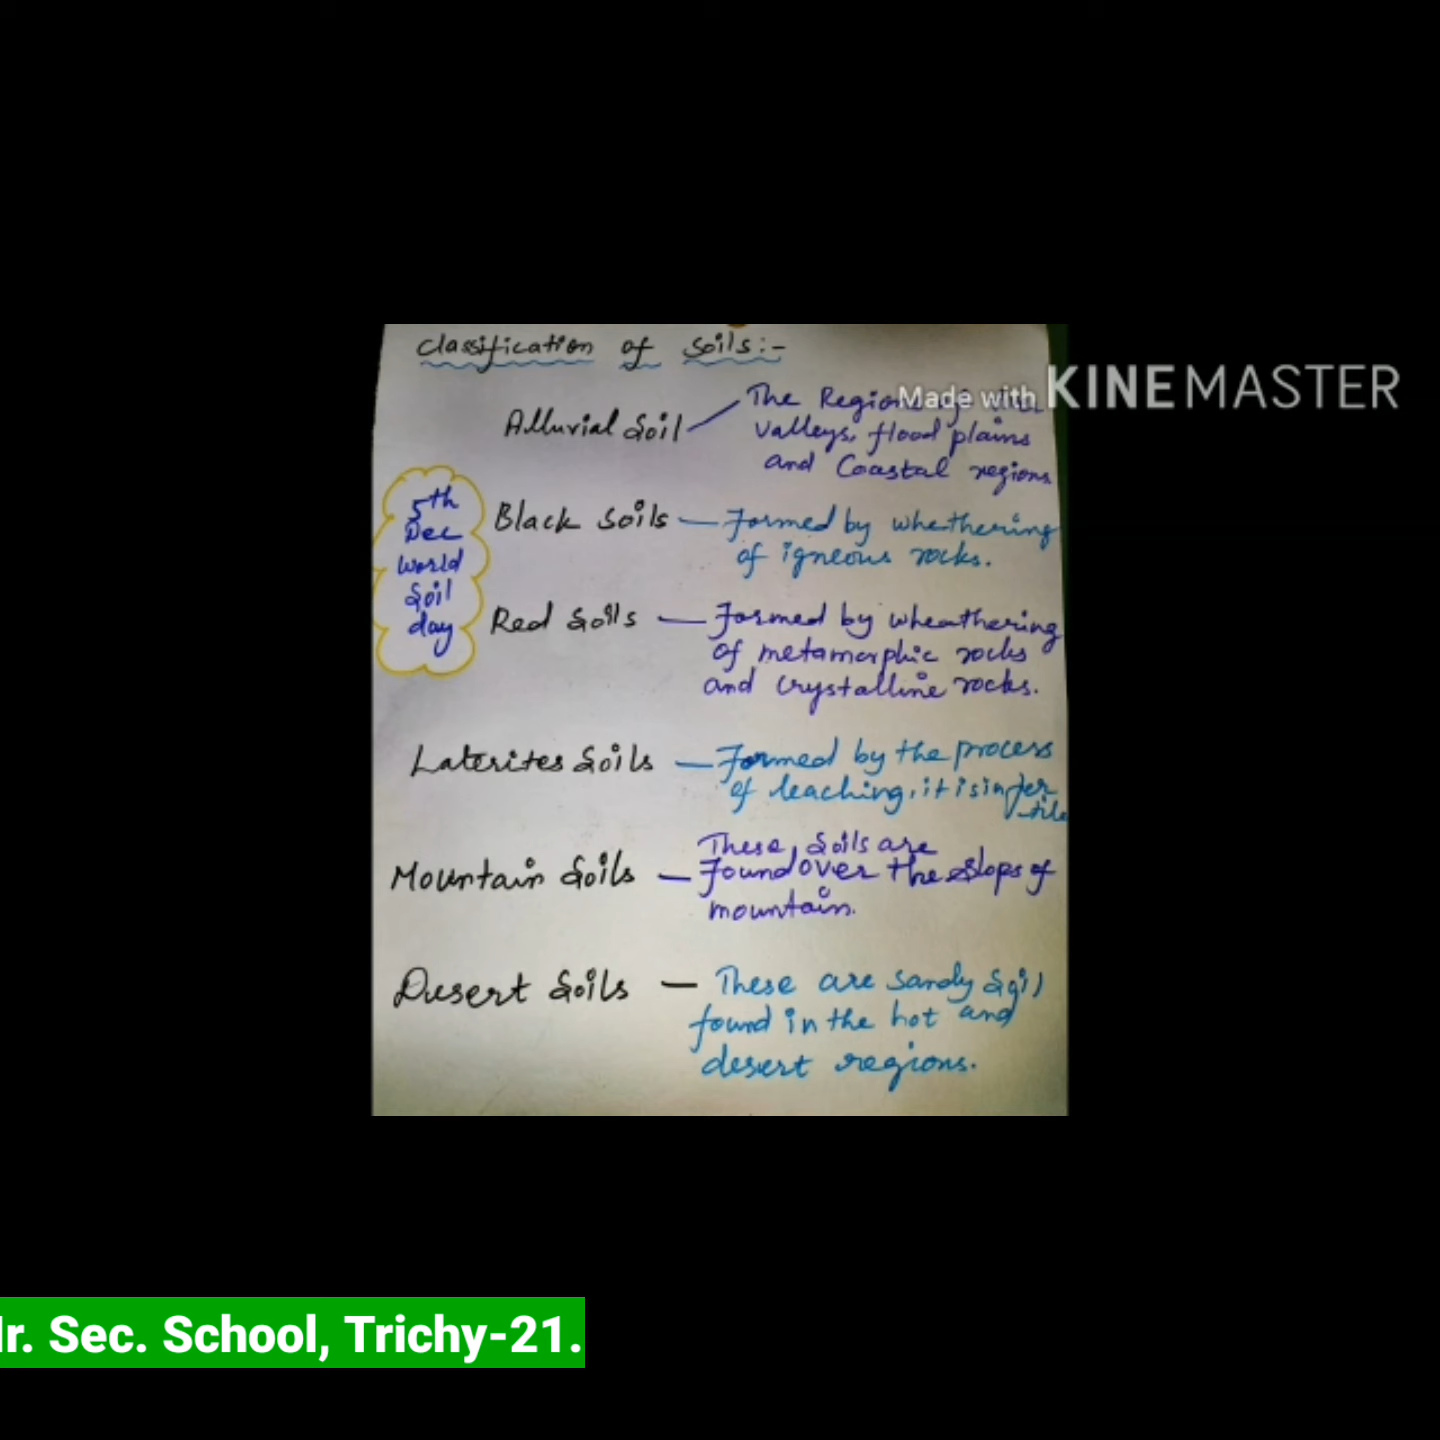 Classification of Soils:-
Alluvial Soil
The Region
valleys, flood plains
and Coastal regions
Made with KINEMASTER
5th
Dec
World
Soil
day
Black Soils — Formed by wheathering
of igneous rocks.
Red Soils — Formed by wheathering
of metamorphic rocks
and Crystalline rocks.
Laterites Soils — Formed by the process
of leaching, it is infer
-tile
Mountain Soils —
These Soils are
Found over the slops of
mountain.
Desert Soils — These are sandy Soil
found in the hot and
desert regions.
r. Sec. School, Trichy-21.